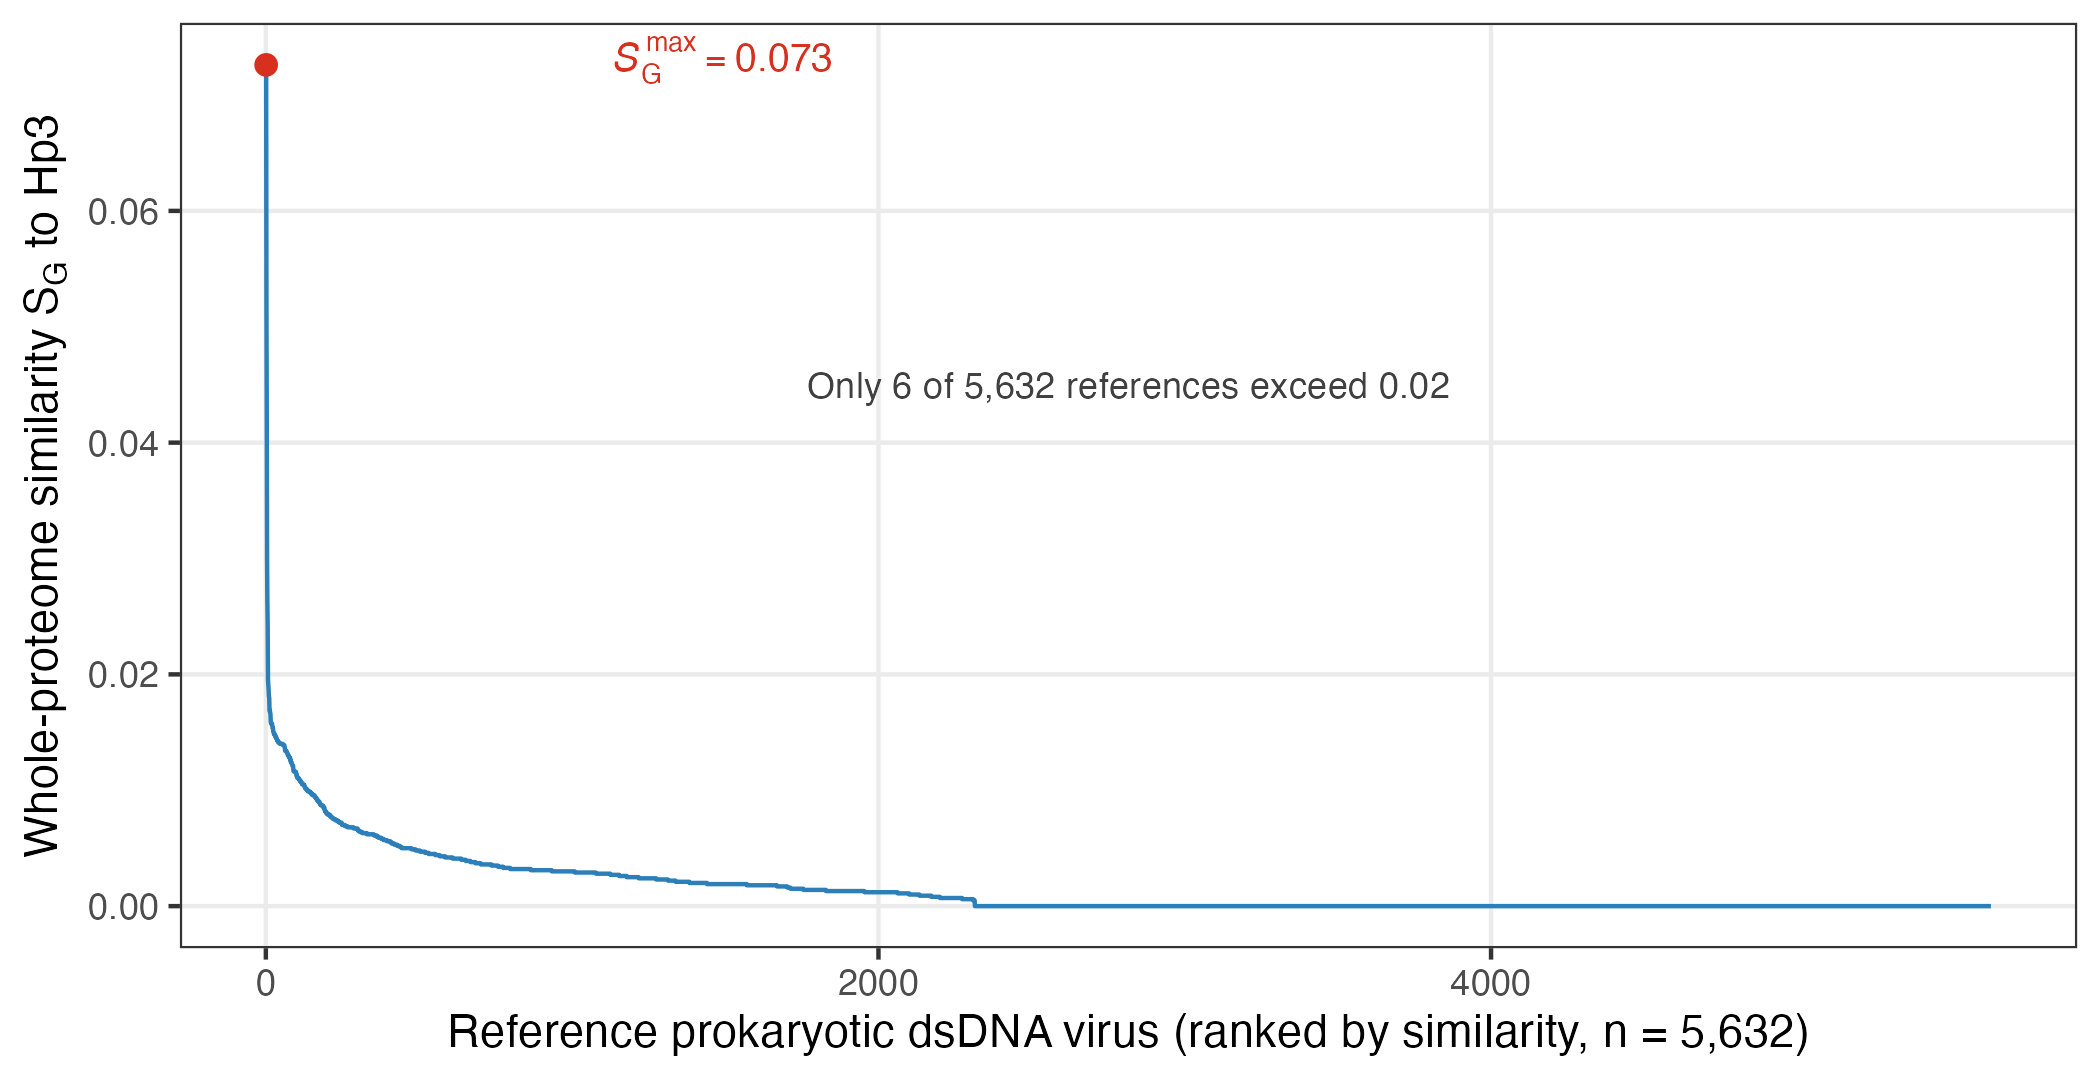 S_G^max = 0.073
Whole-proteome similarity S_G to Hp3
0.06
Only 6 of 5,632 references exceed 0.02
0.04
0.02
0.00
0
2000
4000
Reference prokaryotic dsDNA virus (ranked by similarity, n = 5,632)